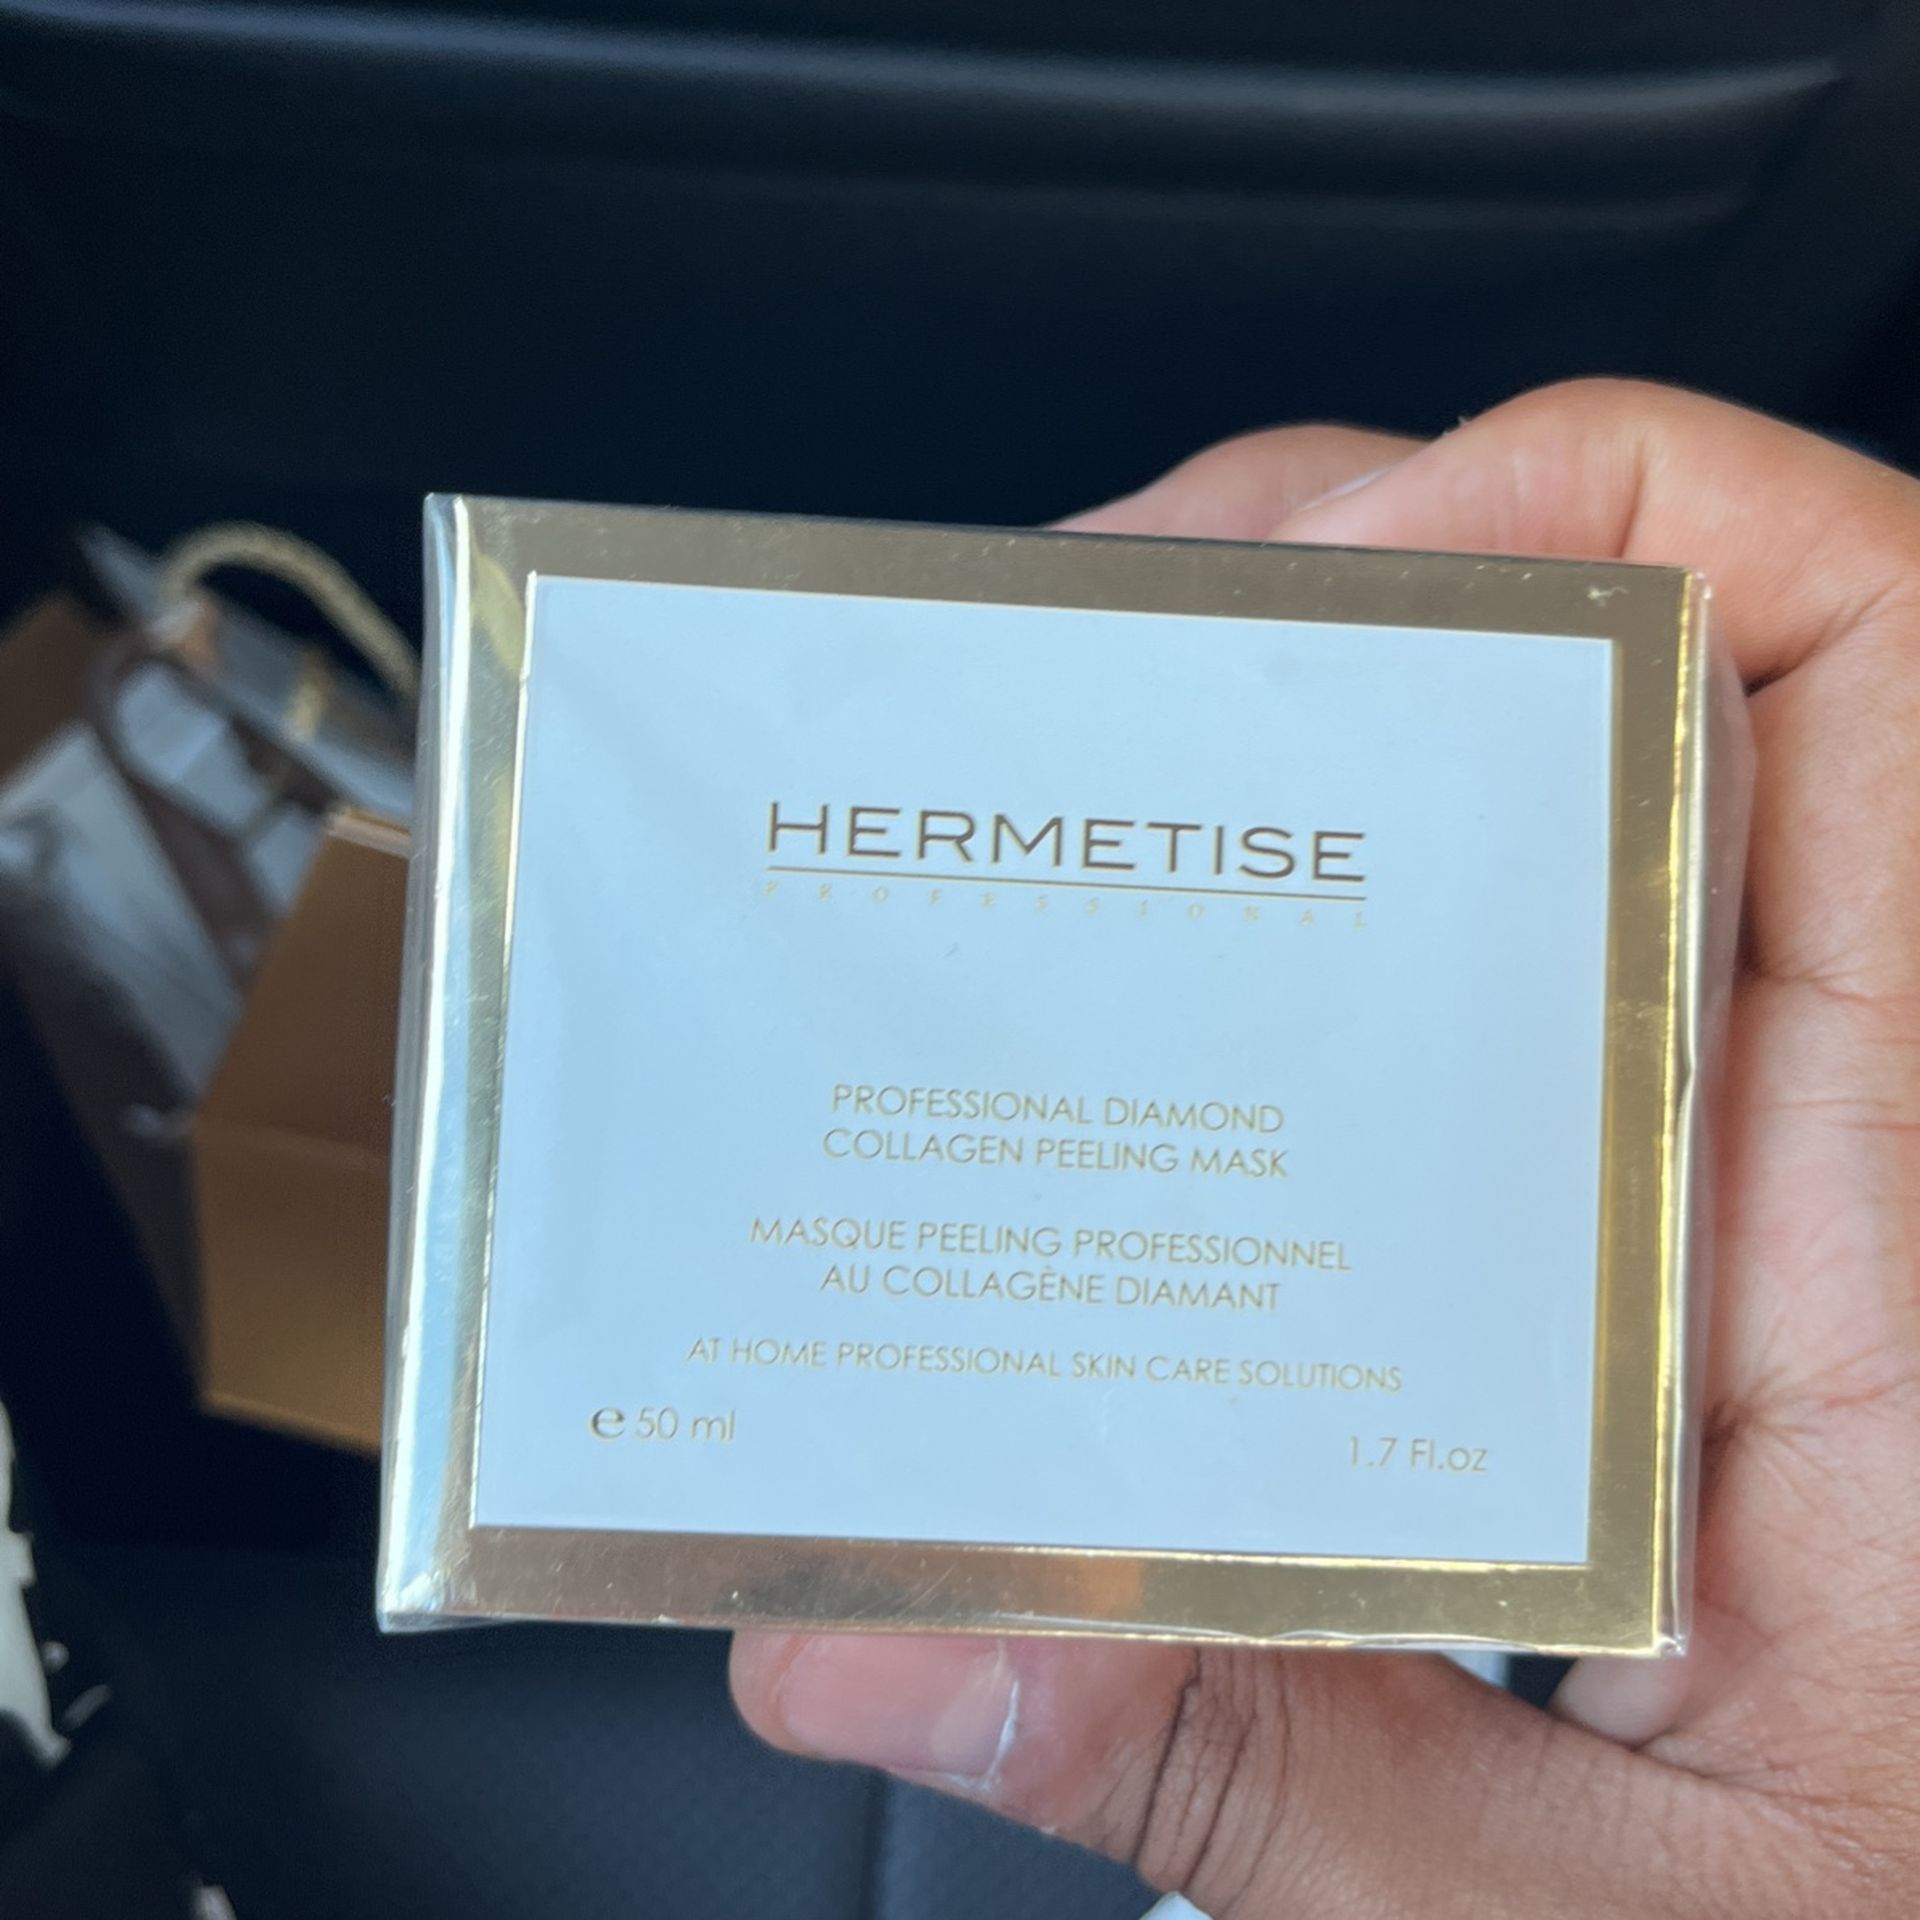 HERMETISE
PROFESSIONAL
PROFESSIONAL DIAMOND
COLLAGEN PEELING MASK
MASQUE PEELING PROFESSIONNEL
AU COLLAGÈNE DIAMANT
AT HOME PROFESSIONAL SKIN CARE SOLUTIONS
℮ 50 ml
1.7 Fl.oz